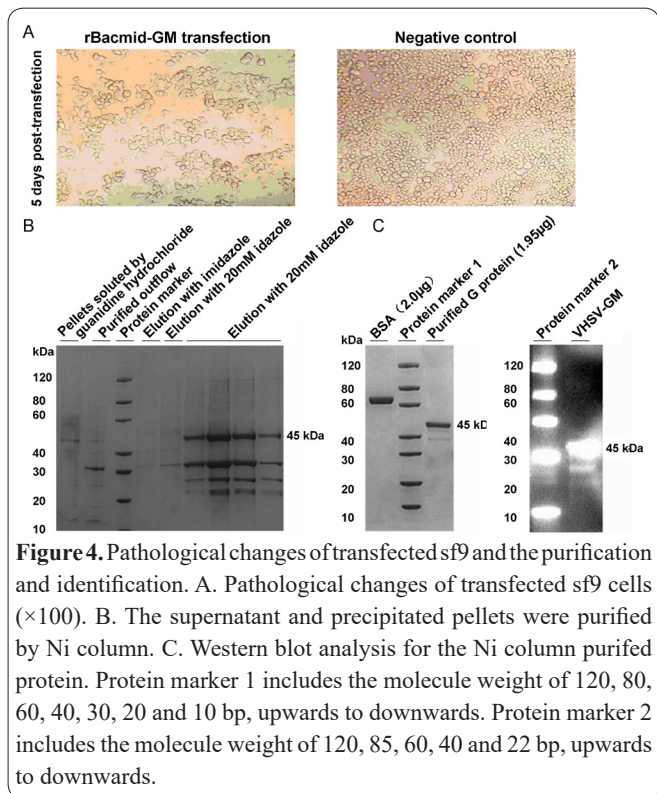 A
rBacmid-GM transfection
Negative control
5 days post-transfection
B
Pellets soluted by
guanidine hydrochloride
Purified outflow
Protein marker
Elution with imidazole
Elution with 20mM idazole
Elution with 20mM idazole
kDa
120
80
60
40
30
20
10
45 kDa
C
BSA (2.0μg)
Protein marker 1
Purified G protein (1.95μg)
kDa
120
80
60
40
30
20
10
45 kD
Protein marker 2
VHSV-GM
120
80
60
40
30
20
10
45 kDa
Figure 4. Pathological changes of transfected sf9 and the purification
and identification. A. Pathological changes of transfected sf9 cells
(×100). B. The supernatant and precipitated pellets were purified
by Ni column. C. Western blot analysis for the Ni column purifed
protein. Protein marker 1 includes the molecule weight of 120, 80,
60, 40, 30, 20 and 10 bp, upwards to downwards. Protein marker 2
includes the molecule weight of 120, 85, 60, 40 and 22 bp, upwards
to downwards.